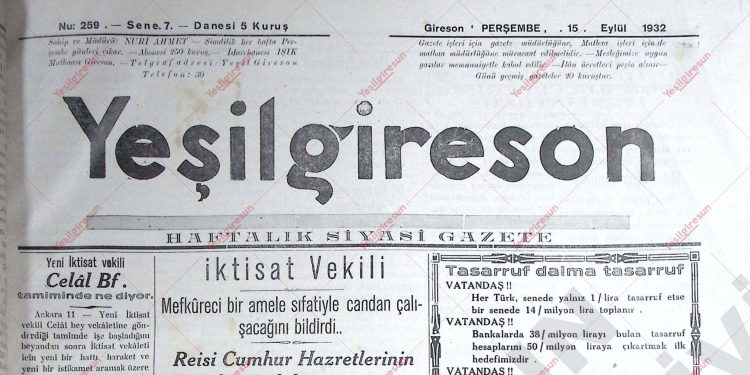 Nu: 259 . — Sene. 7. — Danesi 5 Kuruş
Gireson ' PERŞEMBE, . 15. Eylül 1932
Sahip ve Müdürü: NURİ AHMET — Şimdilik her hafta Per-
şembe günleri çıkar. — Abonesi 250 kuruş. — İdarehanesi IŞIK
Matbaası Gireson. — Telgraf adresi: Yeşil Gireson
Telefon: 50
Gazete işleri için gazete müdürlüğüne, Matbaa işleri için de
matbaa müdürlüğüne müracaat edilmelidir. — Mesleğimize uygun
yazılar memnuniyetle kabul edilir — İlân ücretleri peşin alınır—
Günü geçmiş gazeteler 20 kuruştur.
Yeşilgireson
HAFTALIK SİYASİ GAZETE
Yeni İktisat vekili
Celâl Bf.
tamiminde ne diyor.
Ankara 11 — Yeni İktisat
vekili Celâl bey vekâletine gön-
derdiği tamimde işe başladığını
beyandan sonra İktisat vekâleti
için yeni bir hattı hareket ve
yeni bir istikamet aramak üzere
iktisat Vekili
Mefkûreci bir amele sıfatiyle candan çalı-
şacağını bildirdi..
Reisi Cumhur Hazretlerinin
Tasarruf daima tasarruf
VATANDAŞ !!
Her Türk, senede yalnız 1/lira tasarruf etse
bir senede 14/milyon lira toplanır .
VATANDAŞ !!
Bankalarda 38/milyon lirayı bulan tasarruf
hesaplarını 50/milyon liraya çıkartmak ilk
hedefimizdir .
VATANDAŞ !!
Yesilgiresun